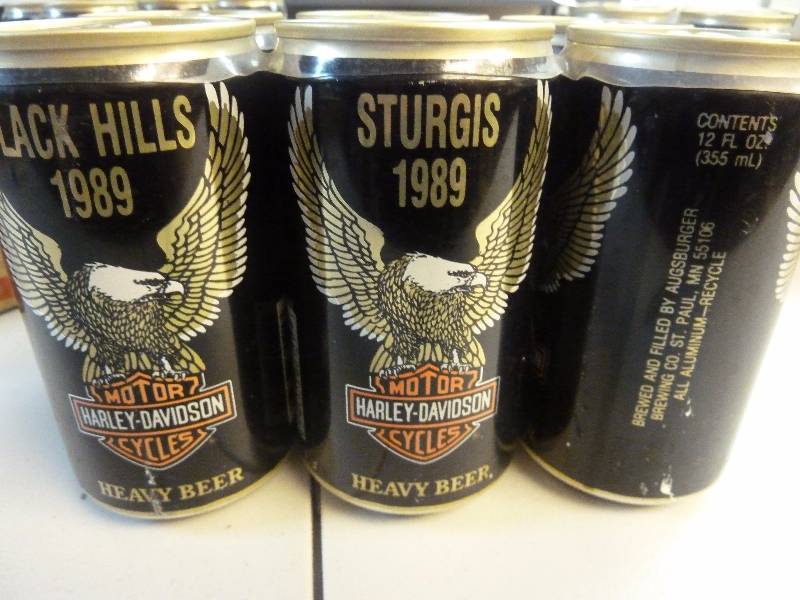 LACK HILLS
1989
MOTOR
HARLEY-DAVIDSON
CYCLES
HEAVY BEER
STURGIS
1989
MOTOR
HARLEY-DAVIDSON
CYCLES
HEAVY BEER
CONTENTS
12 FL OZ.
(355 mL)
BREWED AND FILLED BY AUGSBURGER
BREWING CO. ST. PAUL, MN 55106
ALL ALUMINUM—RECYCLE